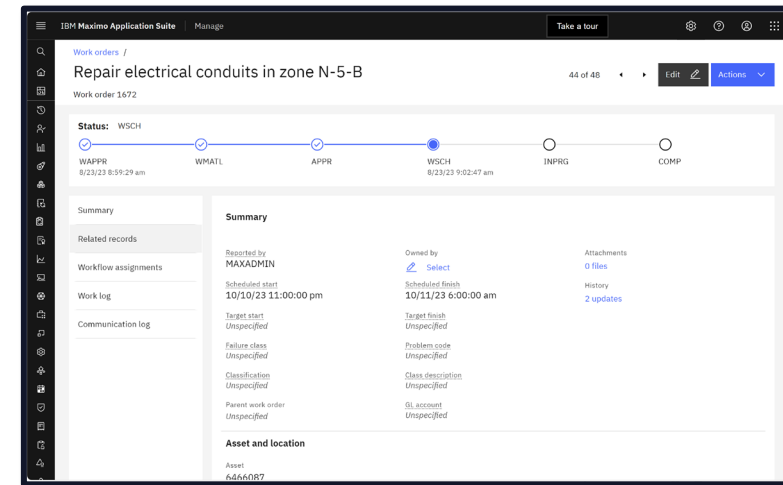 IBM Maximo Application Suite Manage Take a tour
Work orders /
Repair electrical conduits in zone N-5-B
44 of 48 Edit Actions
Work order 1672
Status: WSCH
WAPPR WMATL APPR WSCH INPRG COMP
8/23/23 8:59:29 am 8/23/23 9:02:47 am
Summary
Related records
Workflow assignments
Work log
Communication log
Summary
Reported by Owned by Attachments
MAXADMIN Select 0 files
Scheduled start Scheduled finish History
10/10/23 11:00:00 pm 10/11/23 6:00:00 am 2 updates
Target start Target finish
Unspecified Unspecified
Failure class Problem code
Unspecified Unspecified
Classification Class description
Unspecified Unspecified
Parent work order GL account
Unspecified Unspecified
Asset and location
Asset
6466087